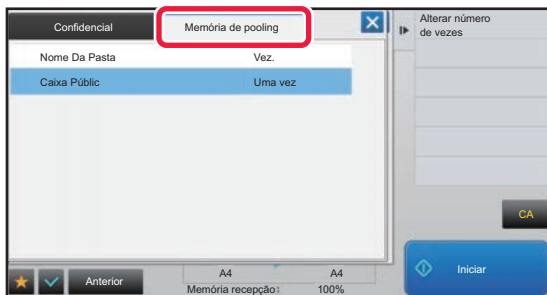 Confidencial
Memória de pooling
Alterar número
de vezes
Nome Da Pasta Vez.
Caixa Públic Uma vez
CA
Anterior
A4 A4
Memória recepção: 100%
Iniciar